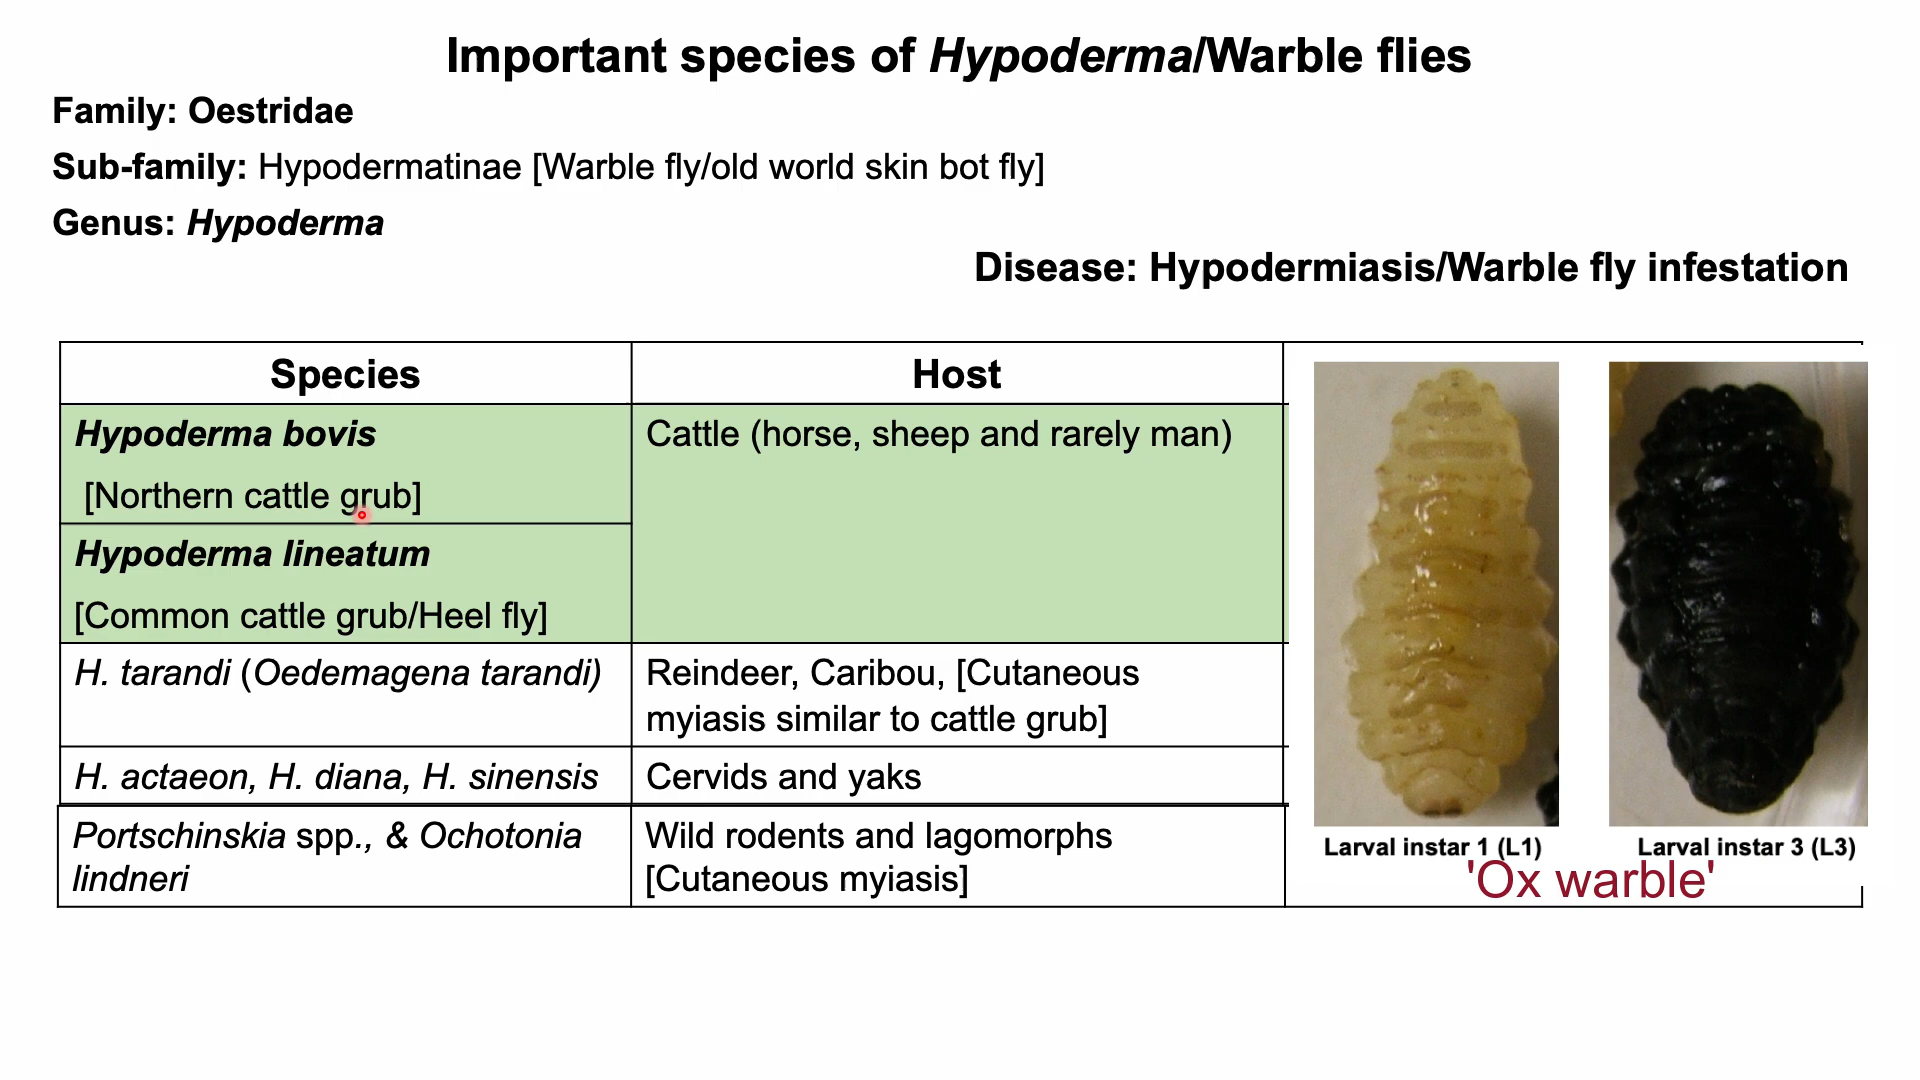 Important species of Hypoderma/Warble flies
Family: Oestridae
Sub-family: Hypodermatinae [Warble fly/old world skin bot fly]
Genus: Hypoderma
Disease: Hypodermiasis/Warble fly infestation
Species
Host
Hypoderma bovis
[Northern cattle grub]
Cattle (horse, sheep and rarely man)
Hypoderma lineatum
[Common cattle grub/Heel fly]
H. tarandi (Oedemagena tarandi)
Reindeer, Caribou, [Cutaneous
myiasis similar to cattle grub]
H. actaeon, H. diana, H. sinensis
Cervids and yaks
Portschinskia spp., & Ochotonia
lindneri
Wild rodents and lagomorphs
[Cutaneous myiasis]
Larval instar 1 (L1)
Larval instar 3 (L3)
'Ox warble'